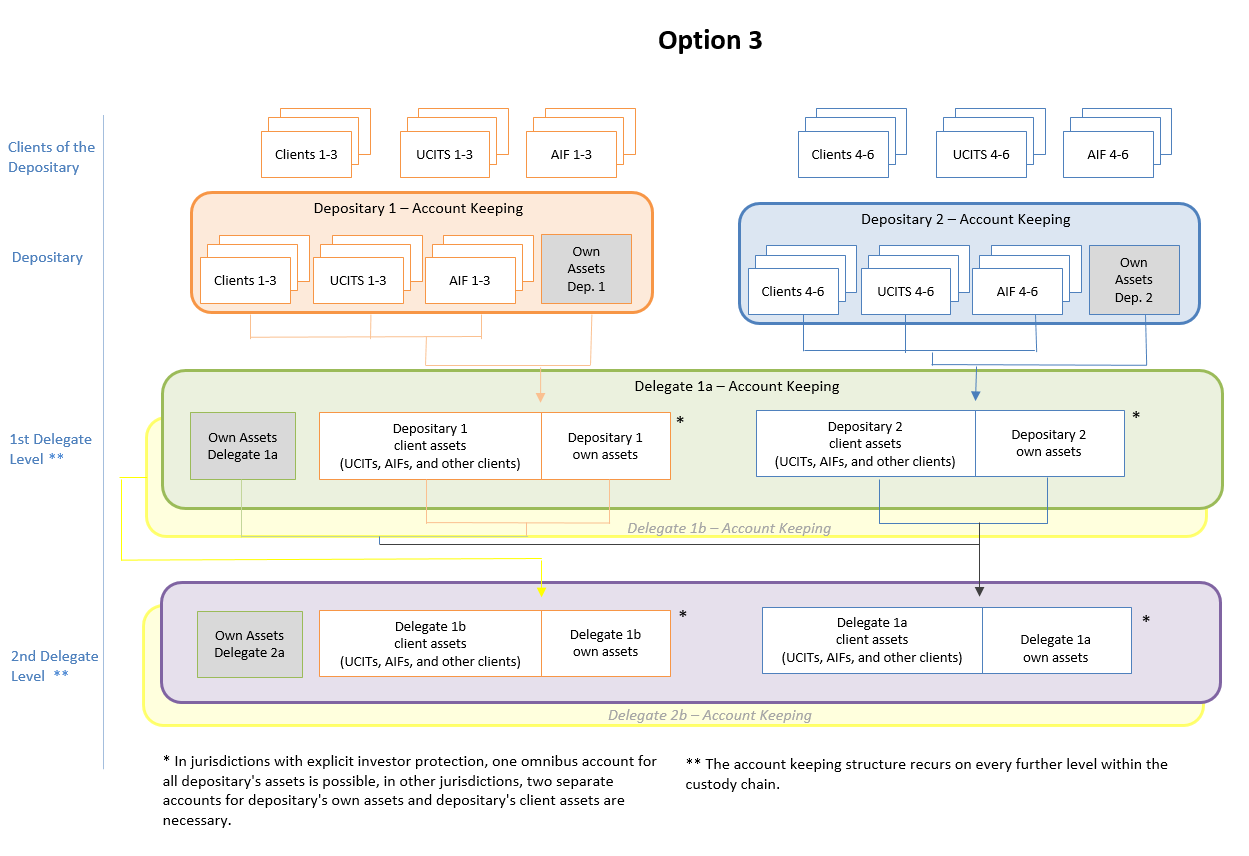 Option 3
Clients of the
Depositary
Clients 1-3
UCITS 1-3
AIF 1-3
Clients 4-6
UCITS 4-6
AIF 4-6
Depositary
Depositary 1 – Account Keeping
Clients 1-3
UCITS 1-3
AIF 1-3
Own
Assets
Dep. 1
Depositary 2 – Account Keeping
Clients 4-6
UCITS 4-6
AIF 4-6
Own
Assets
Dep. 2
1st Delegate
Level **
Delegate 1a – Account Keeping
Own Assets
Delegate 1a
Depositary 1
client assets
(UCITs, AIFs, and other clients)
Depositary 1
own assets
*
Depositary 2
client assets
(UCITs, AIFs, and other clients)
Depositary 2
own assets
*
Delegate 1b – Account Keeping
2nd Delegate
Level **
Own Assets
Delegate 2a
Delegate 1b
client assets
(UCITs, AIFs, and other clients)
Delegate 1b
own assets
*
Delegate 1a
client assets
(UCITs, AIFs, and other clients)
Delegate 1a
own assets
*
Delegate 2b – Account Keeping
* In jurisdictions with explicit investor protection, one omnibus account for
all depositary's assets is possible, in other jurisdictions, two separate
accounts for depositary's own assets and depositary's client assets are
necessary.
** The account keeping structure recurs on every further level within the
custody chain.